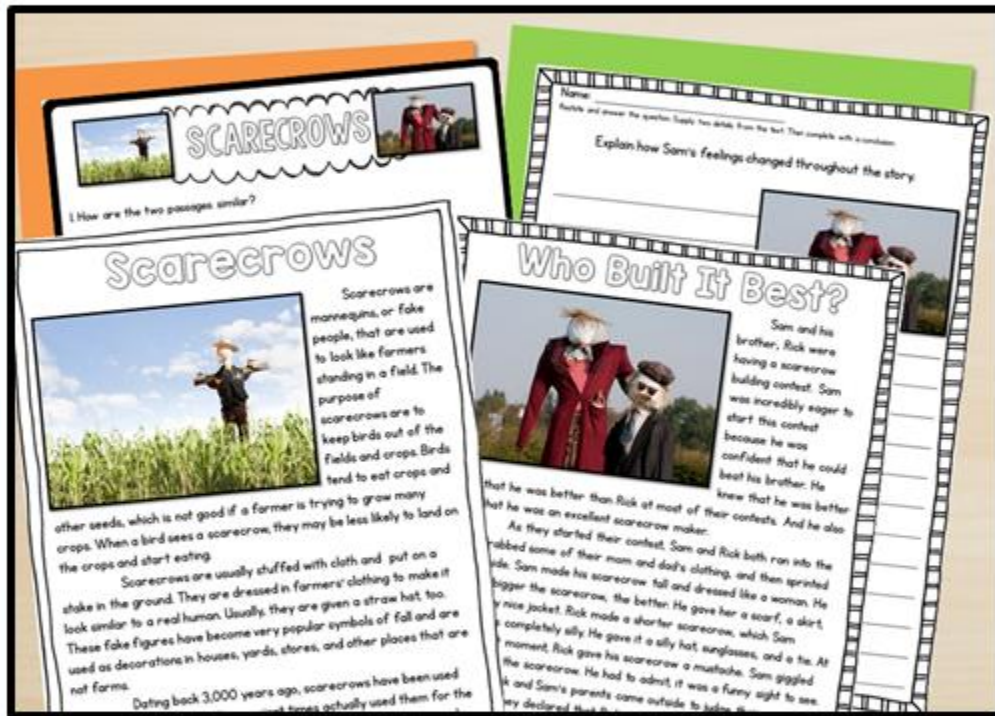 SCARECROWS
1. How are the two passages similar?
Name:
Restate and answer the question. Supply two details from the text. Then complete with a conclusion.
Explain how Sam's feelings changed throughout the story.
Scarecrows
Scarecrows are
mannequins, or fake
people, that are used
to look like farmers
standing in a field. The
purpose of
scarecrows are to
keep birds out of the
fields and crops. Birds
tend to eat crops and
other seeds, which is not good if a farmer is trying to grow many
crops. When a bird sees a scarecrow, they may be less likely to land on
the crops and start eating.
Scarecrows are usually stuffed with cloth and put on a
stake in the ground. They are dressed in farmers' clothing to make it
look similar to a real human. Usually, they are given a straw hat, too.
These fake figures have become very popular symbols of fall and are
used as decorations in houses, yards, stores, and other places that are
not farms.
Dating back 3,000 years ago, scarecrows have been used
times actually used them for the
Who Built It Best?
Sam and his
brother, Rick were
having a scarecrow
building contest. Sam
was incredibly eager to
start this contest
because he was
confident that he could
beat his brother. He
knew that he was better
that he was better than Rick at most of their contests. And he also
that he was an excellent scarecrow maker.
As they started their contest, Sam and Rick both ran into the
some of their mom and dad's clothing, and then sprinted
Sam made his scarecrow tall and dressed like a woman. He
bigger the scarecrow, the better. He gave her a scarf, a skirt,
nice jacket. Rick made a shorter scarecrow, which Sam
completely silly. He gave it a silly hat, sunglasses, and a tie. At
moment, Rick gave his scarecrow a mustache. Sam giggled
the scarecrow. He had to admit, it was a funny sight to see.
and Sam's parents came outside to judge
declared that